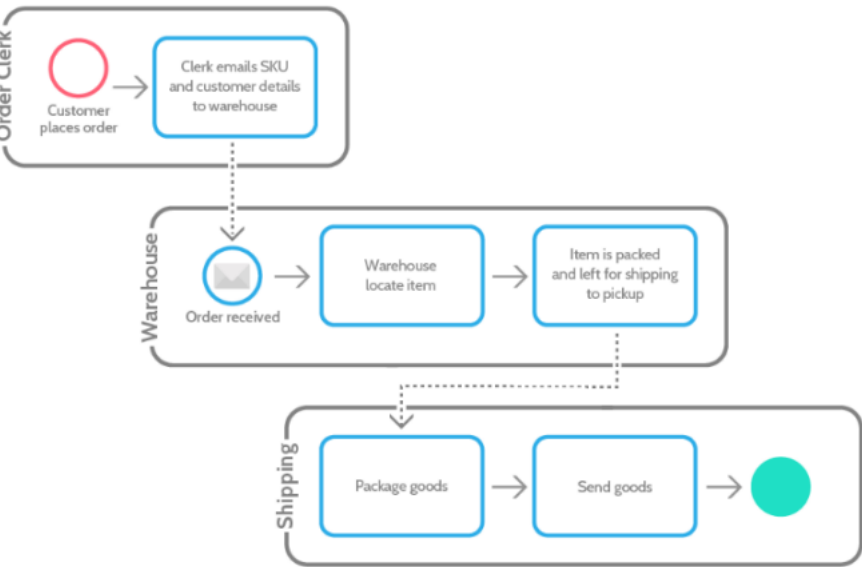 Order Clerk
Customer
places order
Clerk emails SKU
and customer details
to warehouse
Warehouse
Order received
Warehouse
locate item
Item is packed
and left for shipping
to pickup
Shipping
Package goods
Send goods